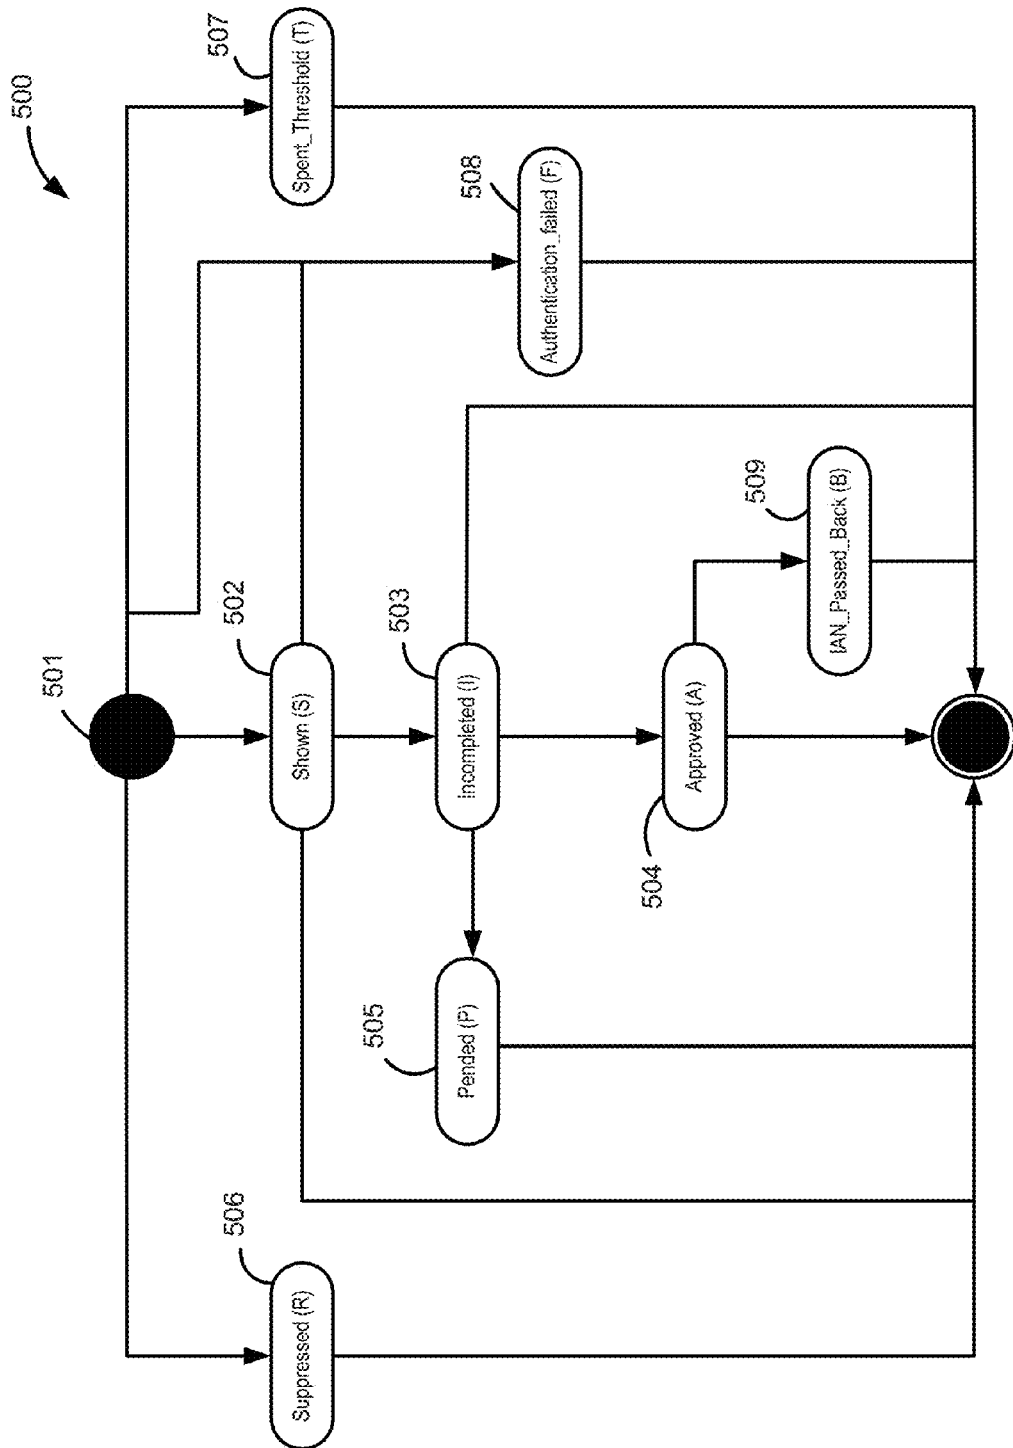 500
501
507
Spent_Threshold (T)
506
Suppressed (R)
502
Shown (S)
508
Authentication_failed (F)
505
Pended (P)
503
Incompleted (I)
504
Approved (A)
509
IAN_Passed_Back (B)